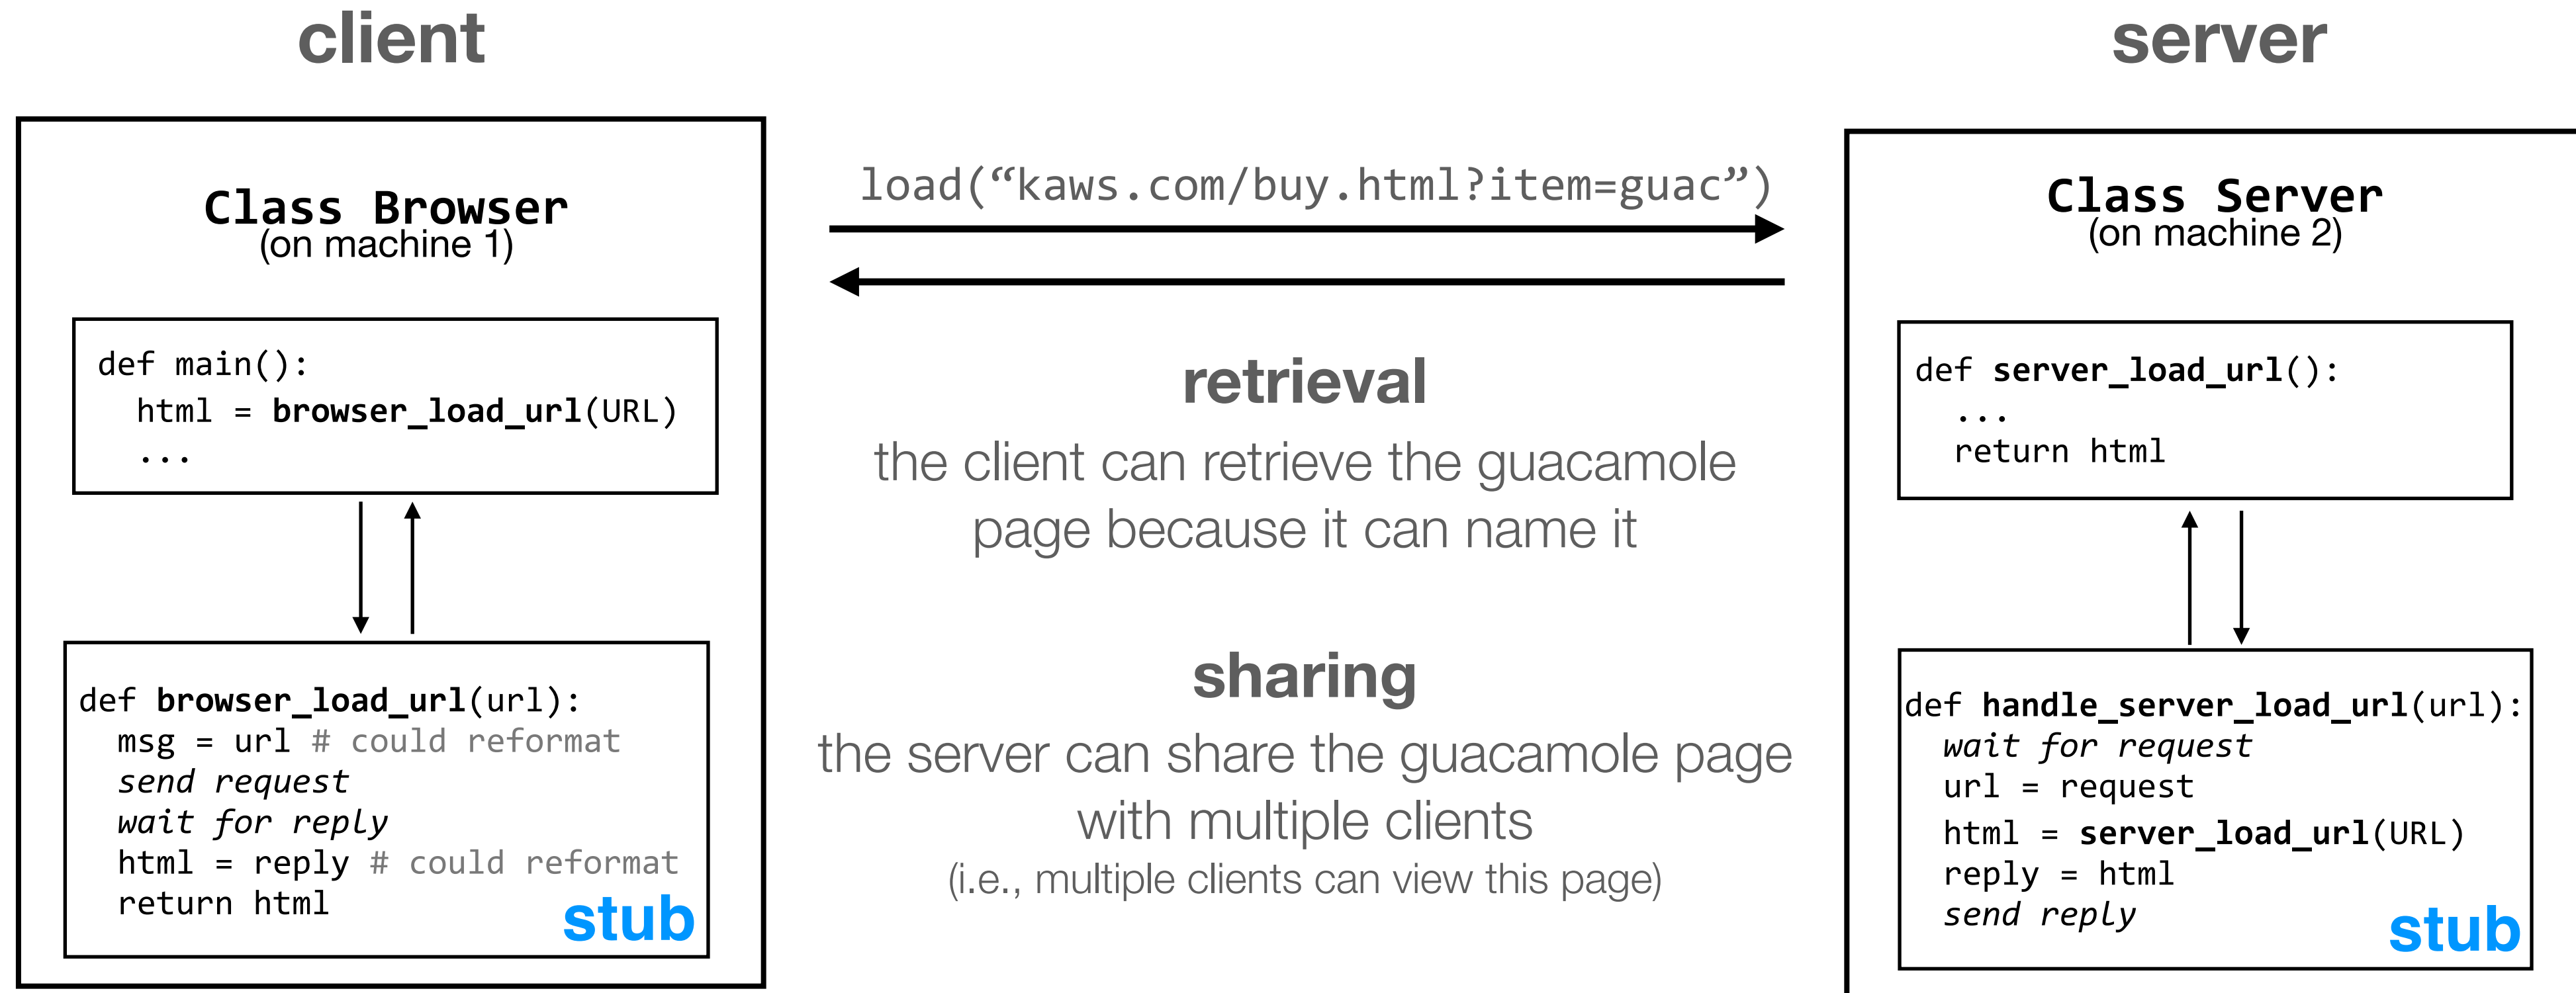 client
Class Browser
(on machine 1)
def main():
  html = browser_load_url(URL)
  ...
def browser_load_url(url):
  msg = url # could reformat
  send request
  wait for reply
  html = reply # could reformat
  return html
stub
load(“kaws.com/buy.html?item=guac”)
retrieval
the client can retrieve the guacamole
page because it can name it
sharing
the server can share the guacamole page
with multiple clients
(i.e., multiple clients can view this page)
server
Class Server
(on machine 2)
def server_load_url():
  ...
  return html
def handle_server_load_url(url):
  wait for request
  url = request
  html = server_load_url(URL)
  reply = html
  send reply
stub